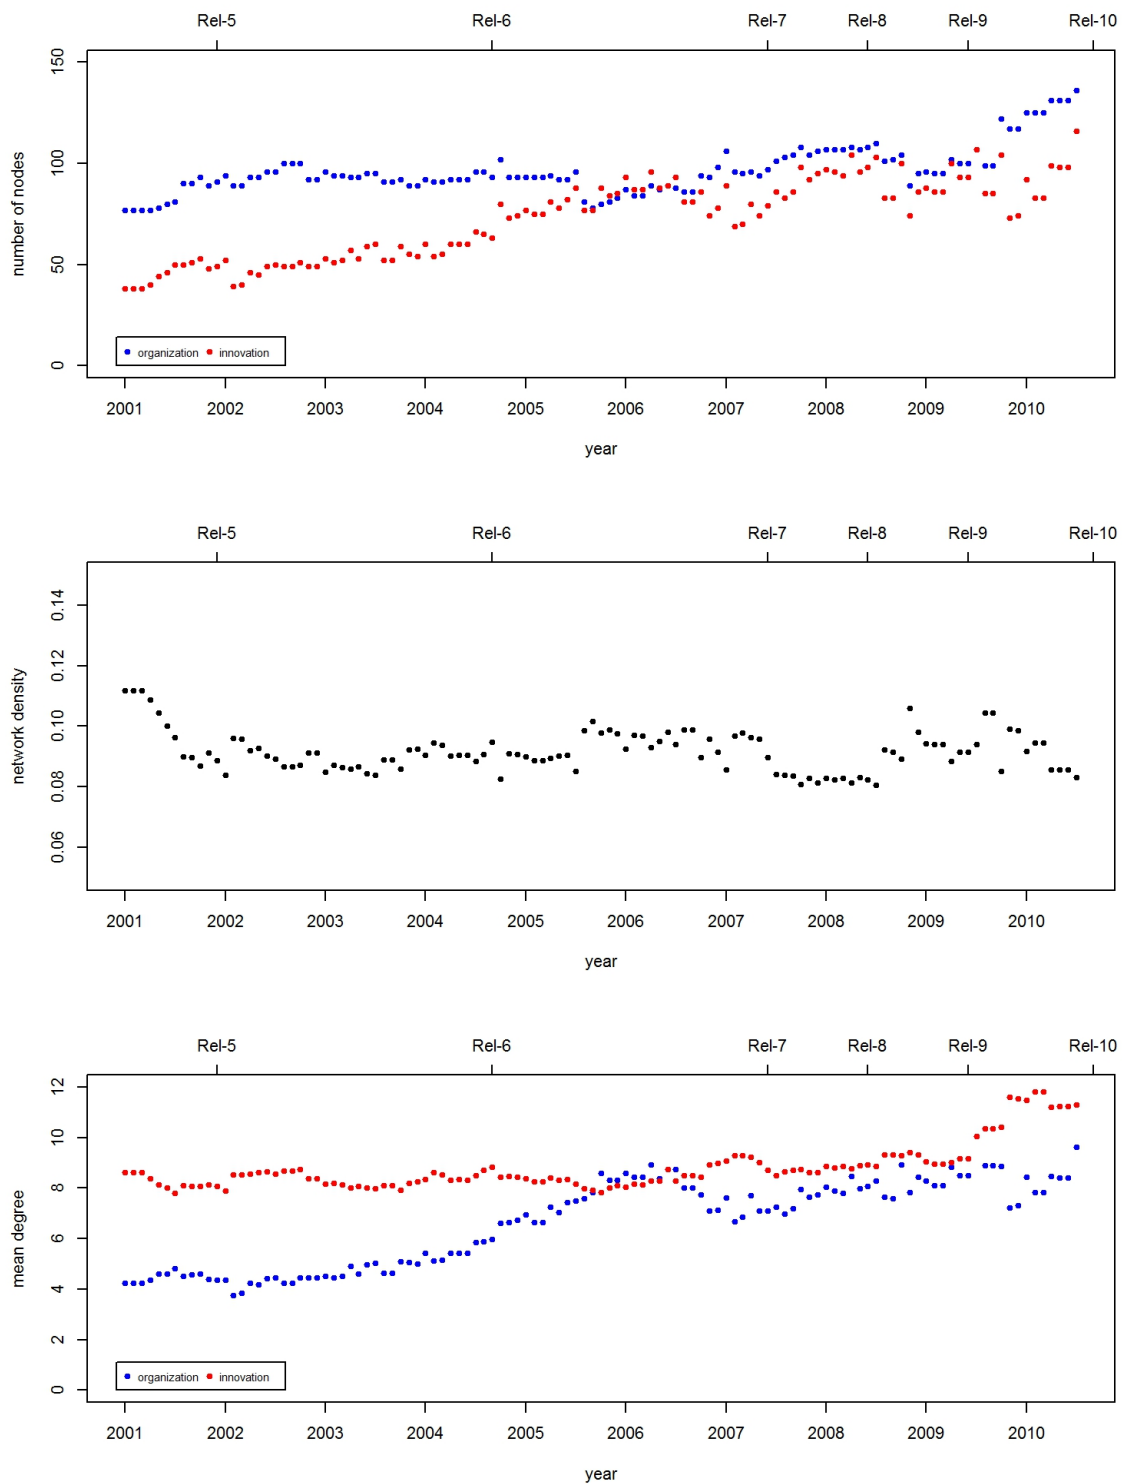 Rel-5 Rel-6 Rel-7 Rel-8 Rel-9 Rel-10
number of nodes
150
100
50
0
organization innovation
2001 2002 2003 2004 2005 2006 2007 2008 2009 2010
year
Rel-5 Rel-6 Rel-7 Rel-8 Rel-9 Rel-10
network density
0.14
0.12
0.10
0.08
0.06
2001 2002 2003 2004 2005 2006 2007 2008 2009 2010
year
Rel-5 Rel-6 Rel-7 Rel-8 Rel-9 Rel-10
mean degree
12
10
8
6
4
2
0
organization innovation
2001 2002 2003 2004 2005 2006 2007 2008 2009 2010
year